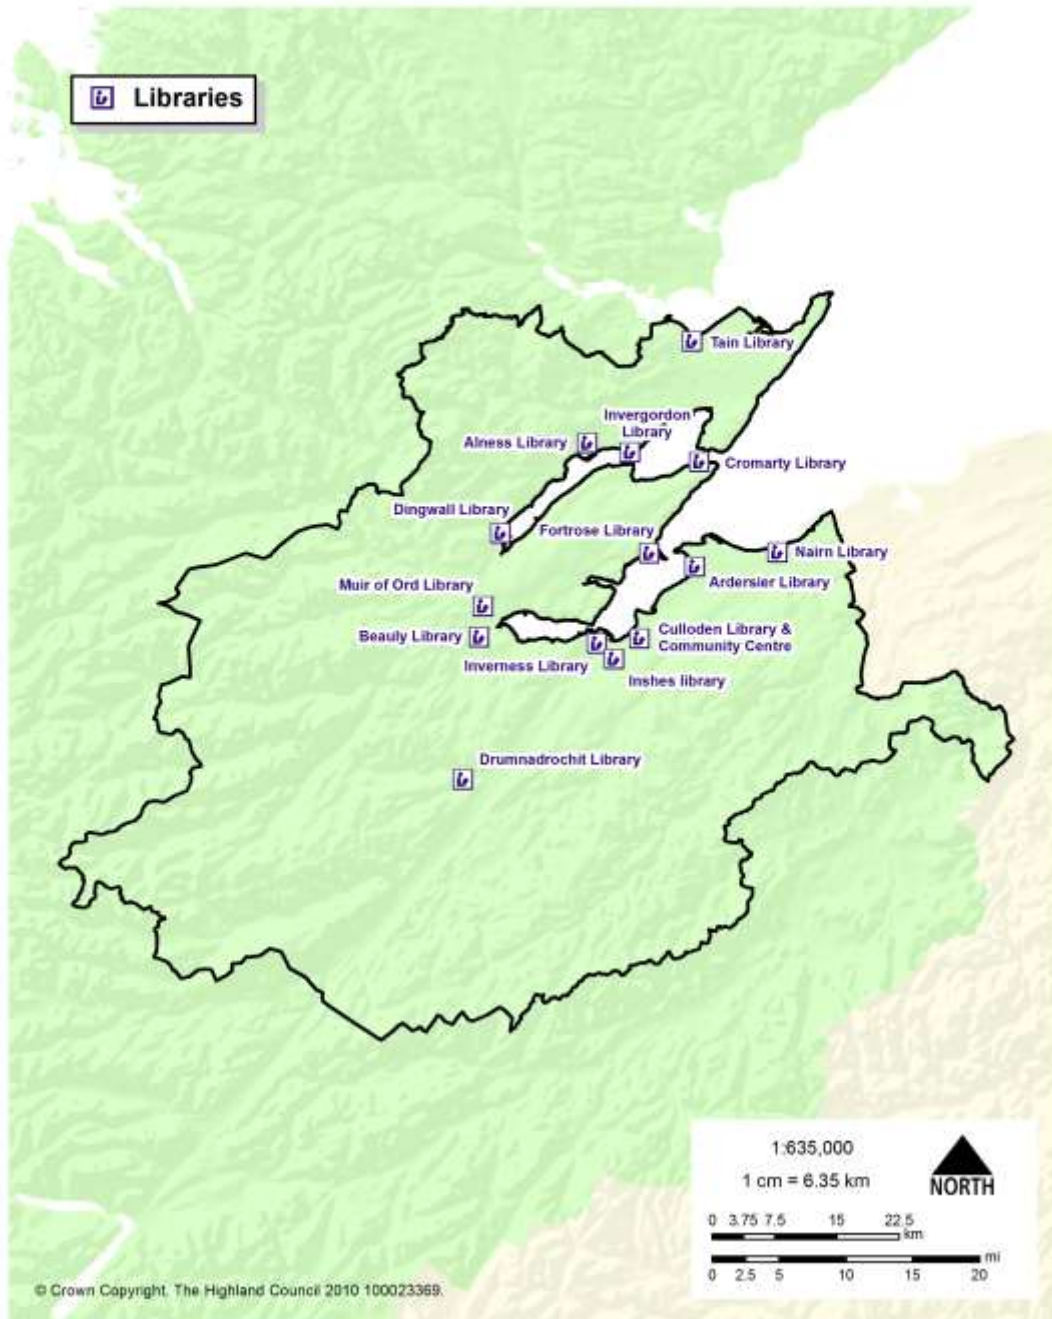 Libraries
Tain Library
Invergordon
Library
Alness Library
Cromarty Library
Dingwall Library
Fortrose Library
Nairn Library
Ardersier Library
Muir of Ord Library
Beauly Library
Culloden Library &
Community Centre
Inverness Library
Inshes library
Drumnadrochit Library
1:635,000
1 cm = 6.35 km
NORTH
0 3.75 7.5 15 22.5
km
mi
0 2.5 5 10 15 20
© Crown Copyright. The Highland Council 2010 100023369.